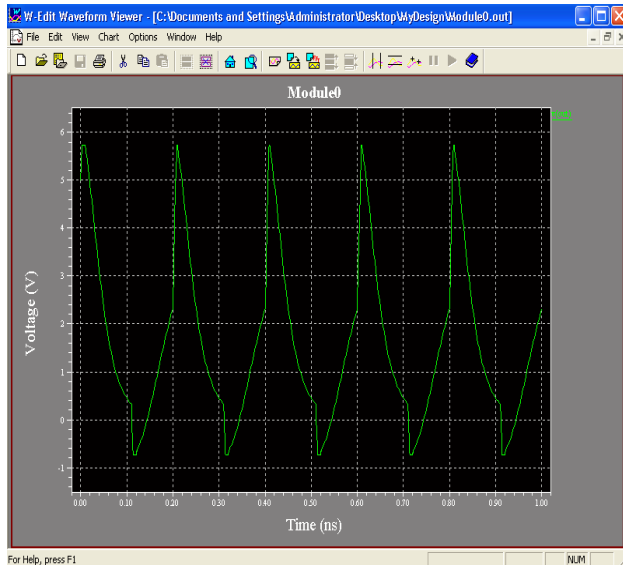 W-Edit Waveform Viewer - [C:\Documents and Settings\Administrator\Desktop\MyDesign\Module0.out]
File Edit View Chart Options Window Help
Module0
6
5
4
3
2
1
0
-1
Voltage (V)
0.00 0.10 0.20 0.30 0.40 0.50 0.60 0.70 0.80 0.90 1.00
Time (ns)
For Help, press F1
NUM